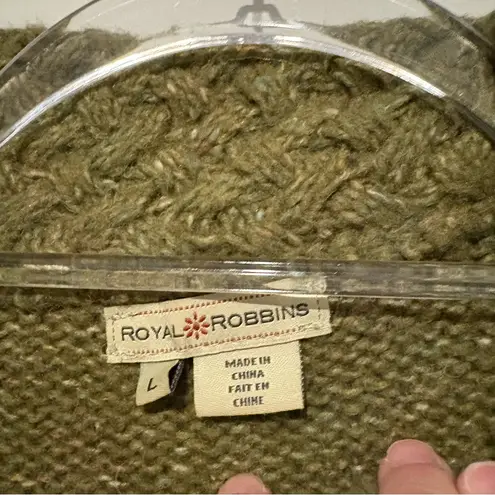 ROYAL ROBBINS
L
MADE IN
CHINA
FAIT EN
CHINE